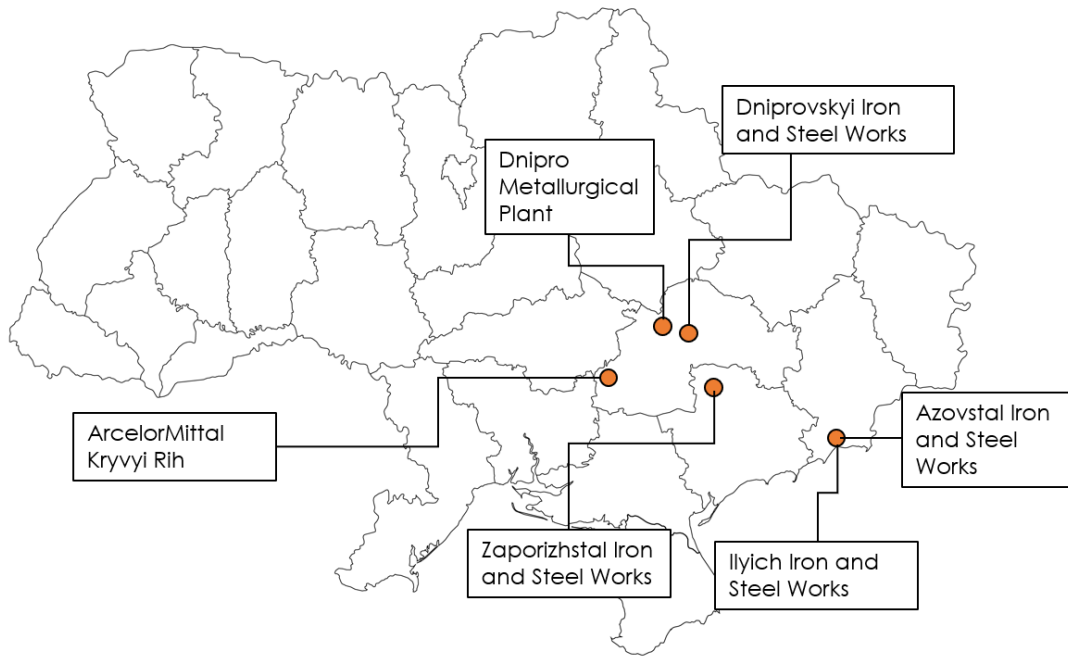 Dniprovskyi Iron
and Steel Works
Dnipro
Metallurgical
Plant
ArcelorMittal
Kryvyi Rih
Azovstal Iron
and Steel
Works
Zaporizhstal Iron
and Steel Works
Ilyich Iron and
Steel Works